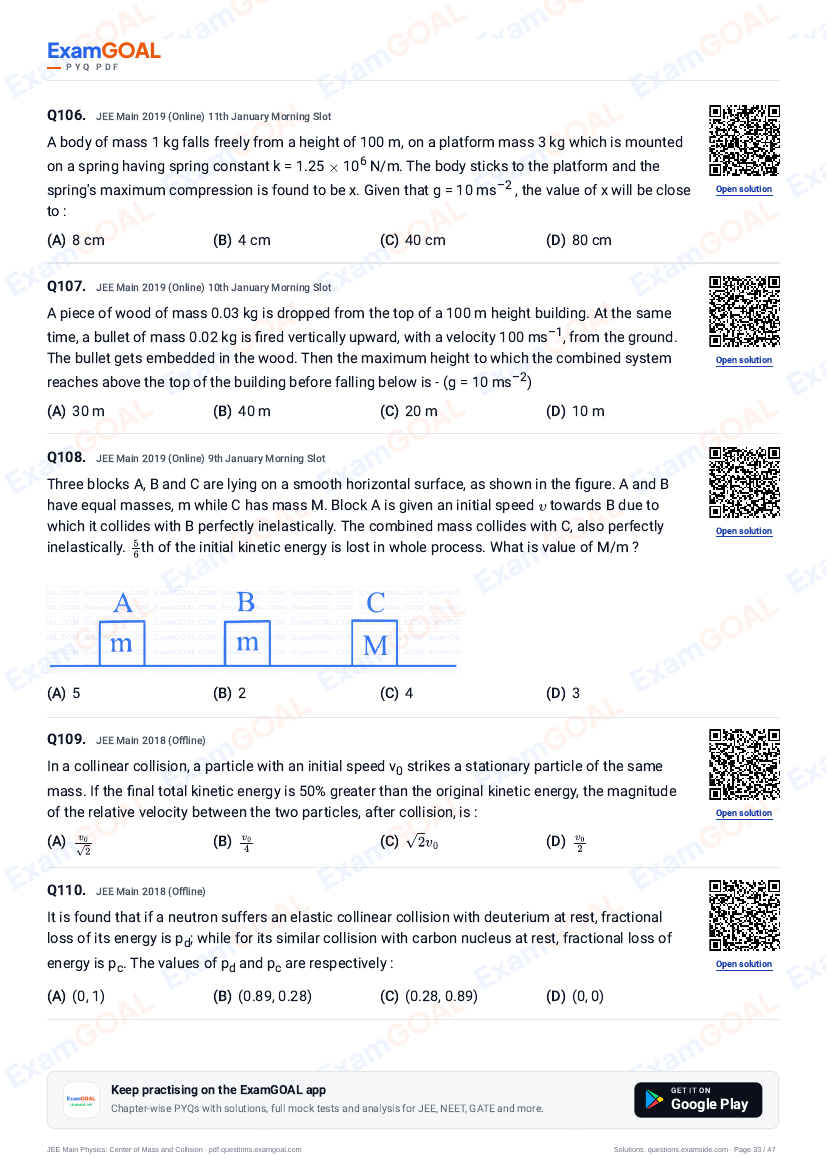 ExamGOAL
PYQ PDF
Q106. JEE Main 2019 (Online) 11th January Morning Slot
A body of mass 1 kg falls freely from a height of 100 m, on a platform mass 3 kg which is mounted
on a spring having spring constant k = 1.25 × 10⁶ N/m. The body sticks to the platform and the
spring's maximum compression is found to be x. Given that g = 10 ms⁻² , the value of x will be close
to :
Open solution
(A) 8 cm (B) 4 cm (C) 40 cm (D) 80 cm
Q107. JEE Main 2019 (Online) 10th January Morning Slot
A piece of wood of mass 0.03 kg is dropped from the top of a 100 m height building. At the same
time, a bullet of mass 0.02 kg is fired vertically upward, with a velocity 100 ms⁻¹, from the ground.
The bullet gets embedded in the wood. Then the maximum height to which the combined system
reaches above the top of the building before falling below is - (g = 10 ms⁻²)
Open solution
(A) 30 m (B) 40 m (C) 20 m (D) 10 m
Q108. JEE Main 2019 (Online) 9th January Morning Slot
Three blocks A, B and C are lying on a smooth horizontal surface, as shown in the figure. A and B
have equal masses, m while C has mass M. Block A is given an initial speed υ towards B due to
which it collides with B perfectly inelastically. The combined mass collides with C, also perfectly
inelastically. 5/6th of the initial kinetic energy is lost in whole process. What is value of M/m ?
Open solution
A B C
m m M
(A) 5 (B) 2 (C) 4 (D) 3
Q109. JEE Main 2018 (Offline)
In a collinear collision, a particle with an initial speed v₀ strikes a stationary particle of the same
mass. If the final total kinetic energy is 50% greater than the original kinetic energy, the magnitude
of the relative velocity between the two particles, after collision, is :
Open solution
(A) v₀/√2 (B) v₀/4 (C) √2v₀ (D) v₀/2
Q110. JEE Main 2018 (Offline)
It is found that if a neutron suffers an elastic collinear collision with deuterium at rest, fractional
loss of its energy is p_d; while for its similar collision with carbon nucleus at rest, fractional loss of
energy is p_c. The values of p_d and p_c are respectively :
Open solution
(A) (0, 1) (B) (0.89, 0.28) (C) (0.28, 0.89) (D) (0, 0)
ExamGOAL
Keep practising on the ExamGOAL app
Chapter-wise PYQs with solutions, full mock tests and analysis for JEE, NEET, GATE and more.
GET IT ON
Google Play
JEE Main Physics: Center of Mass and Collision · pdf.questions.examgoal.com Solutions: questions.examside.com · Page 33 / 47